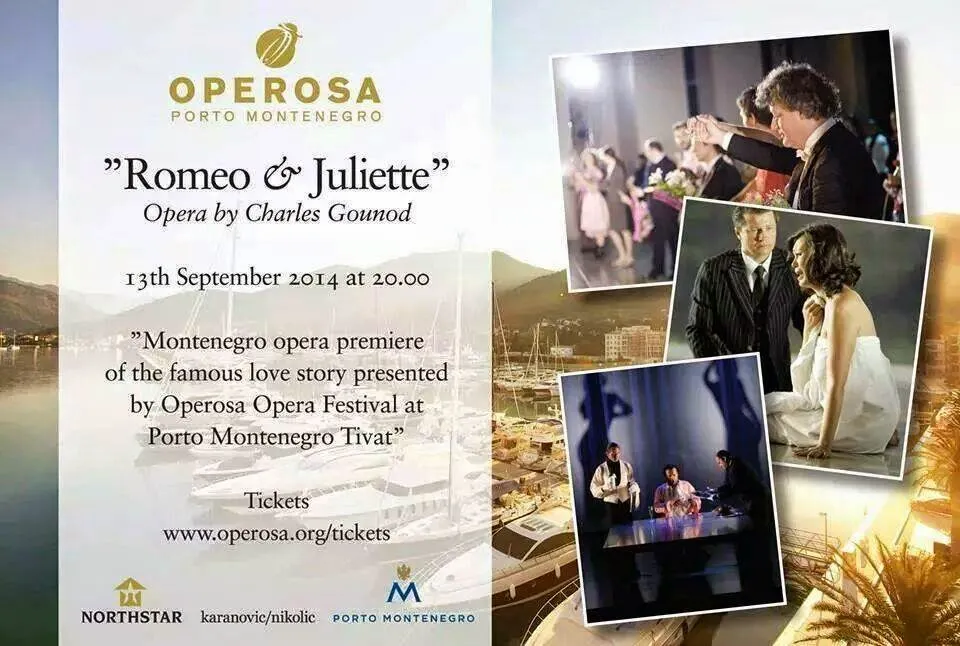 OPEROSA
PORTO MONTENEGRO
”Romeo & Juliette”
Opera by Charles Gounod
13th September 2014 at 20.00
”Montenegro opera premiere
of the famous love story presented
by Operosa Opera Festival at
Porto Montenegro Tivat”
Tickets
www.operosa.org/tickets
NORTHSTAR
karanovic/nikolic
M
PORTO MONTENEGRO